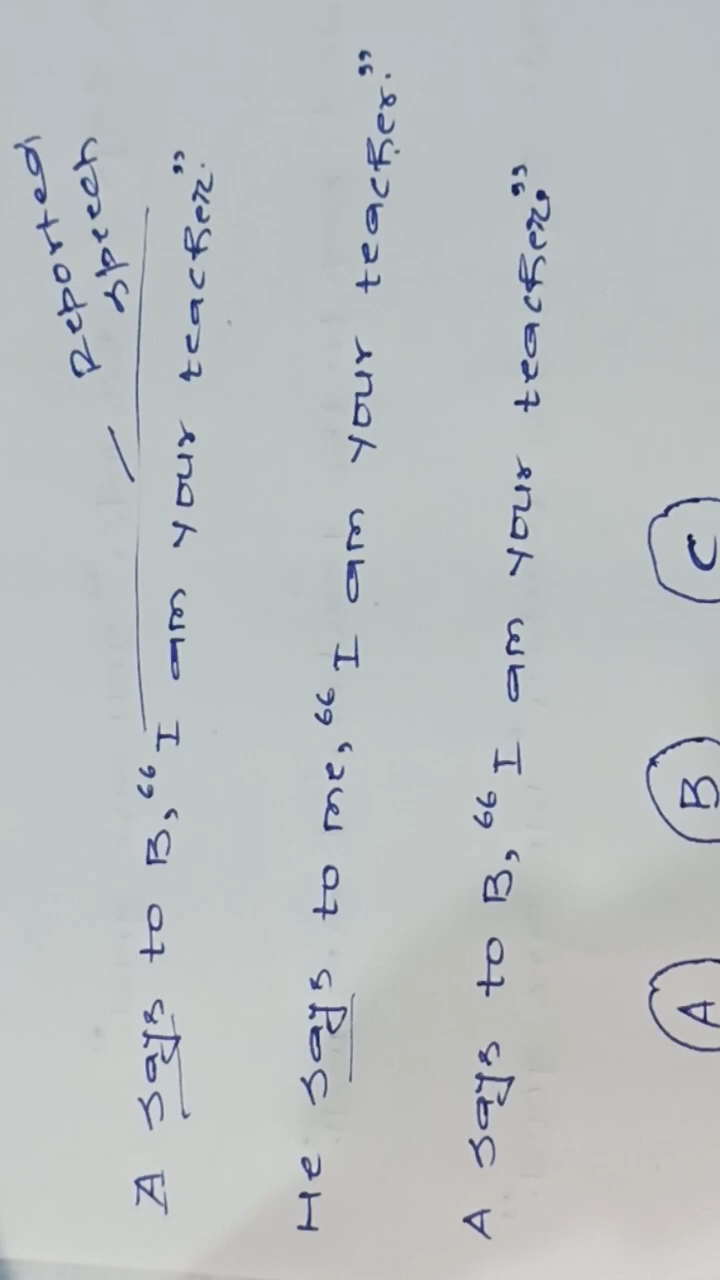 Reported
speech
A says to B, "I am your teacher."
He says to me, "I am your teacher."
A says to B, "I am your teacher."
A B C